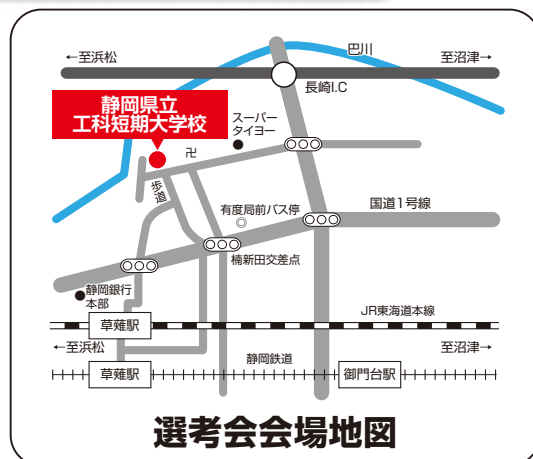 ←至浜松
巴川
至沼津→
長崎I.C
静岡県立
工科短期大学校
スーパー
タイヨー
卍
歩道
有度局前バス停
国道1号線
楠新田交差点
静岡銀行
本部
草薙駅
JR東海道本線
←至浜松
静岡鉄道
至沼津→
草薙駅
御門台駅
選考会会場地図